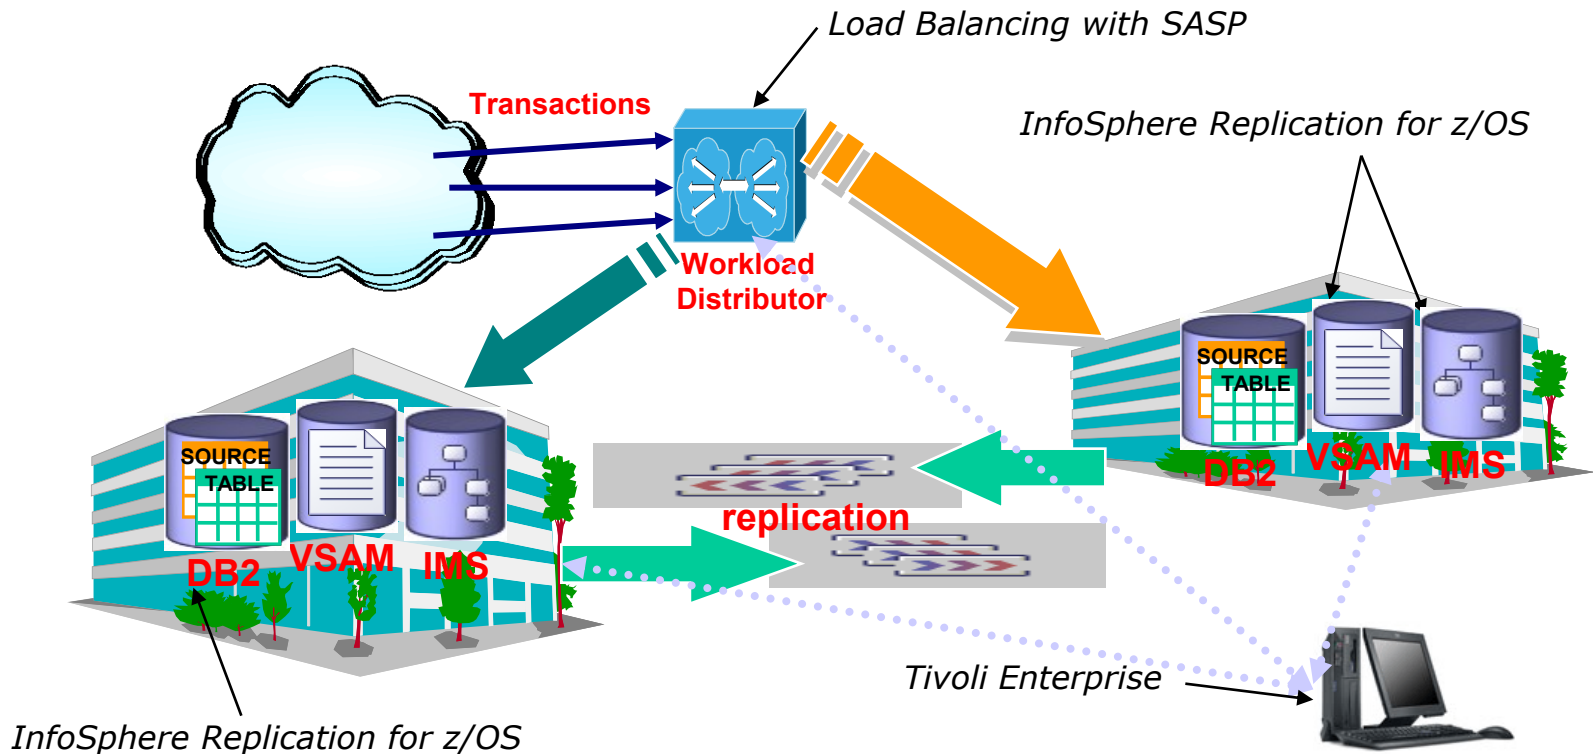 Load Balancing with SASP
Transactions
InfoSphere Replication for z/OS
Workload
Distributor
SOURCE
TABLE
DB2
VSAM
IMS
SOURCE
TABLE
DB2
VSAM
IMS
replication
Tivoli Enterprise
InfoSphere Replication for z/OS